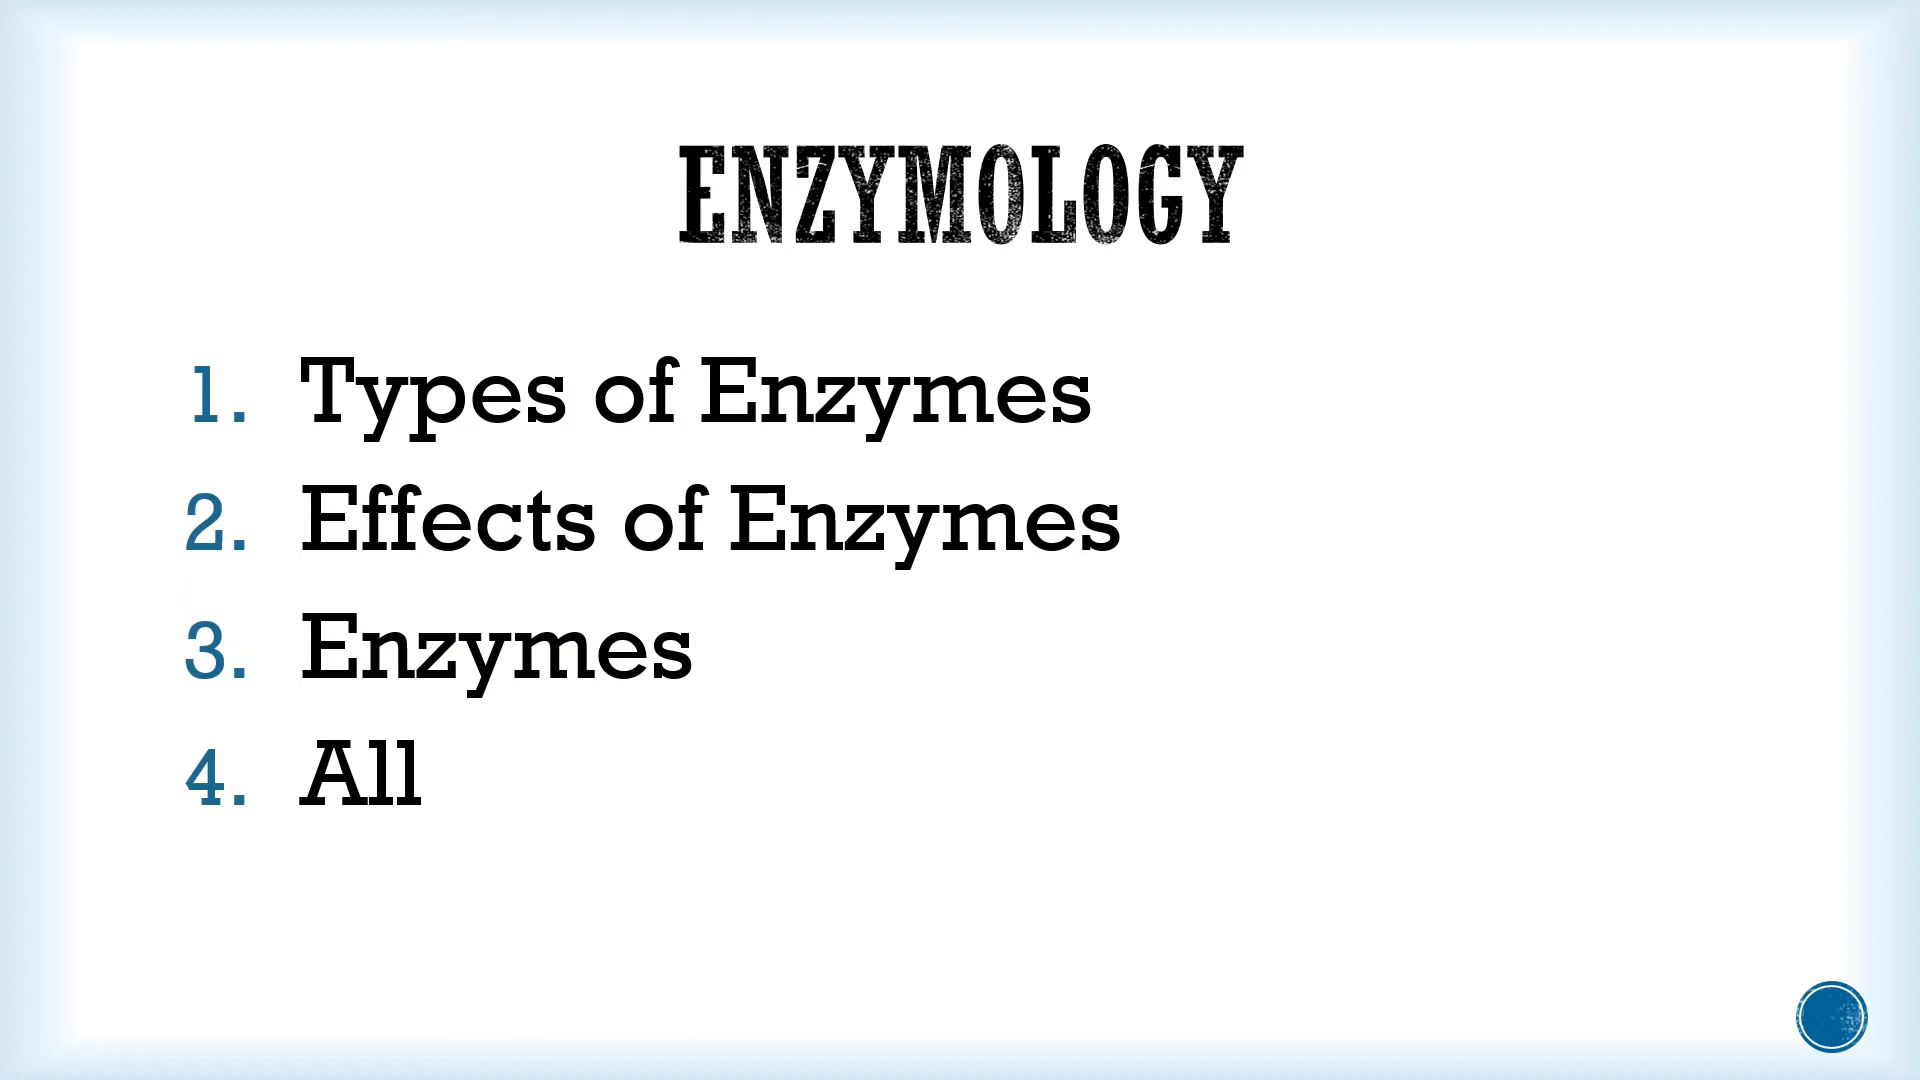 ENZYMOLOGY
1. Types of Enzymes
2. Effects of Enzymes
3. Enzymes
4. All